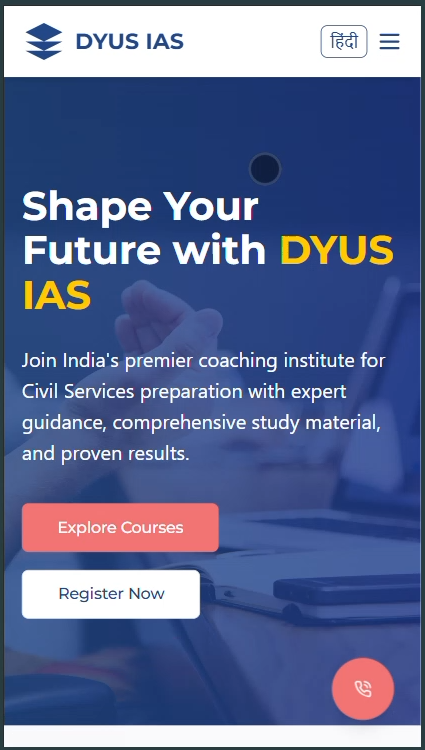 DYUS IAS
हिंदी
Shape Your
Future with DYUS
IAS
Join India's premier coaching institute for
Civil Services preparation with expert
guidance, comprehensive study material,
and proven results.
Explore Courses
Register Now